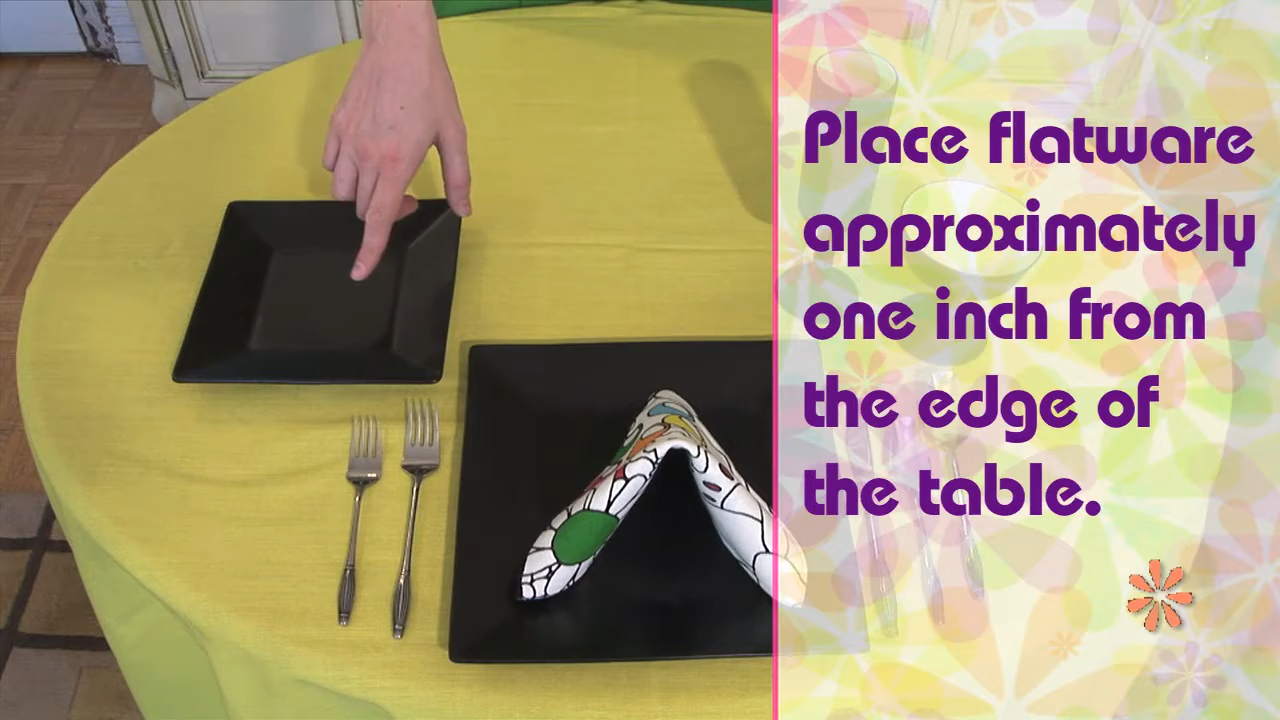 Place flatware
approximately
one inch from
the edge of
the table.